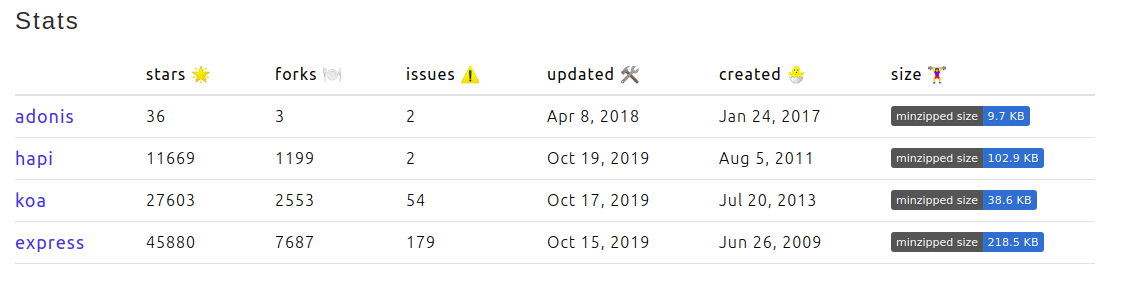 Stats
stars 🌟 forks 🍽️ issues ⚠️ updated 🛠️ created 🐣 size 🏋️‍♀️
adonis 36 3 2 Apr 8, 2018 Jan 24, 2017 minzipped size 9.7 KB
hapi 11669 1199 2 Oct 19, 2019 Aug 5, 2011 minzipped size 102.9 KB
koa 27603 2553 54 Oct 17, 2019 Jul 20, 2013 minzipped size 38.6 KB
express 45880 7687 179 Oct 15, 2019 Jun 26, 2009 minzipped size 218.5 KB